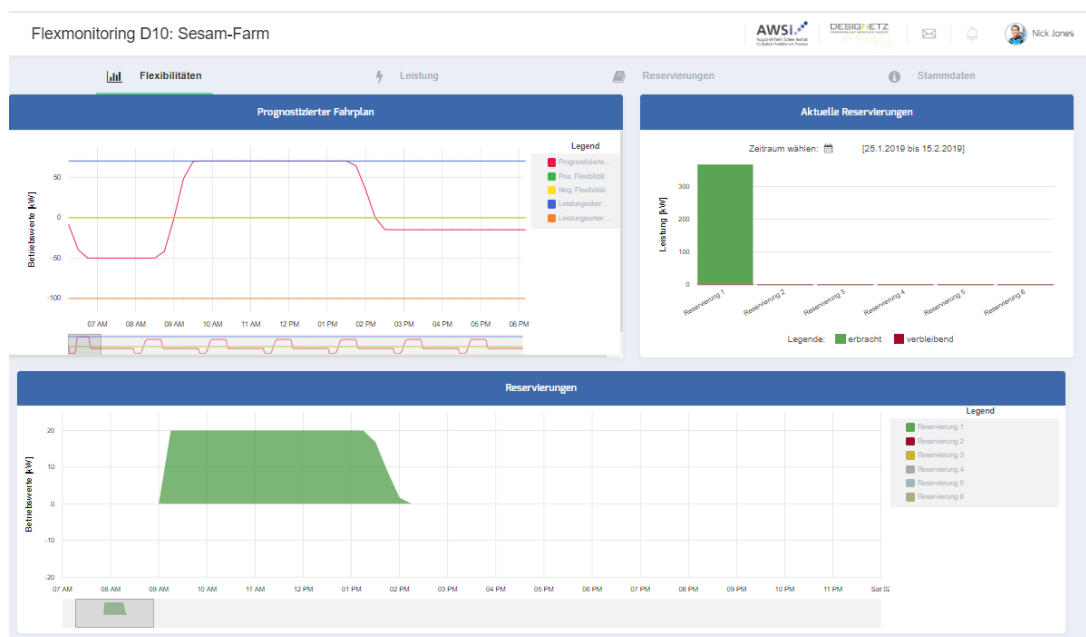 Flexmonitoring D10: Sesam-Farm
AWSi
August-Wilhelm Scheer Institut
DESIGNETZ
Nick Jones
Flexibilitäten
Leistung
Reservierungen
Stammdaten
Prognostizierter Fahrplan
Legend
Prognostizierte...
Pos. Flexibilität
Neg. Flexibilität
Leistungsober...
Leistungsunter...
Betriebswerte [kW]
50
0
-50
-100
07 AM 08 AM 09 AM 10 AM 11 AM 12 PM 01 PM 02 PM 03 PM 04 PM 05 PM 06 PM
Aktuelle Reservierungen
Zeitraum wählen: [25.1.2019 bis 15.2.2019]
Leistung [kW]
300
200
100
0
Reservierung 1 Reservierung 2 Reservierung 3 Reservierung 4 Reservierung 5 Reservierung 6
Legende: erbracht verbleibend
Reservierungen
Legend
Reservierung 1
Reservierung 2
Reservierung 3
Reservierung 4
Reservierung 5
Reservierung 6
Betriebswerte [kW]
20
10
0
-10
-20
07 AM 08 AM 09 AM 10 AM 11 AM 12 PM 01 PM 02 PM 03 PM 04 PM 05 PM 06 PM 07 PM 08 PM 09 PM 10 PM 11 PM Sat 02